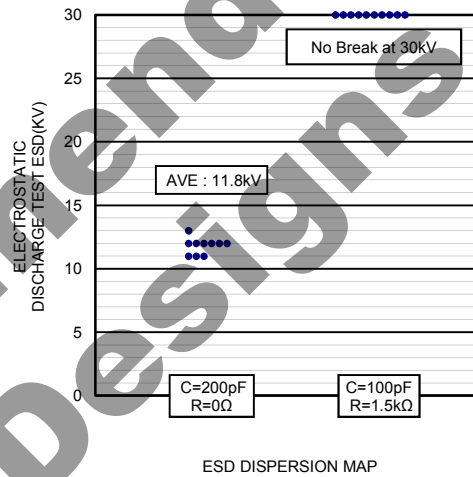 30
No Break at 30kV
25
20
AVE : 11.8kV
15
10
5
0
ELECTROSTATIC
DISCHARGE TEST ESD(KV)
C=200pF
R=0Ω
C=100pF
R=1.5kΩ
ESD DISPERSION MAP
Designs